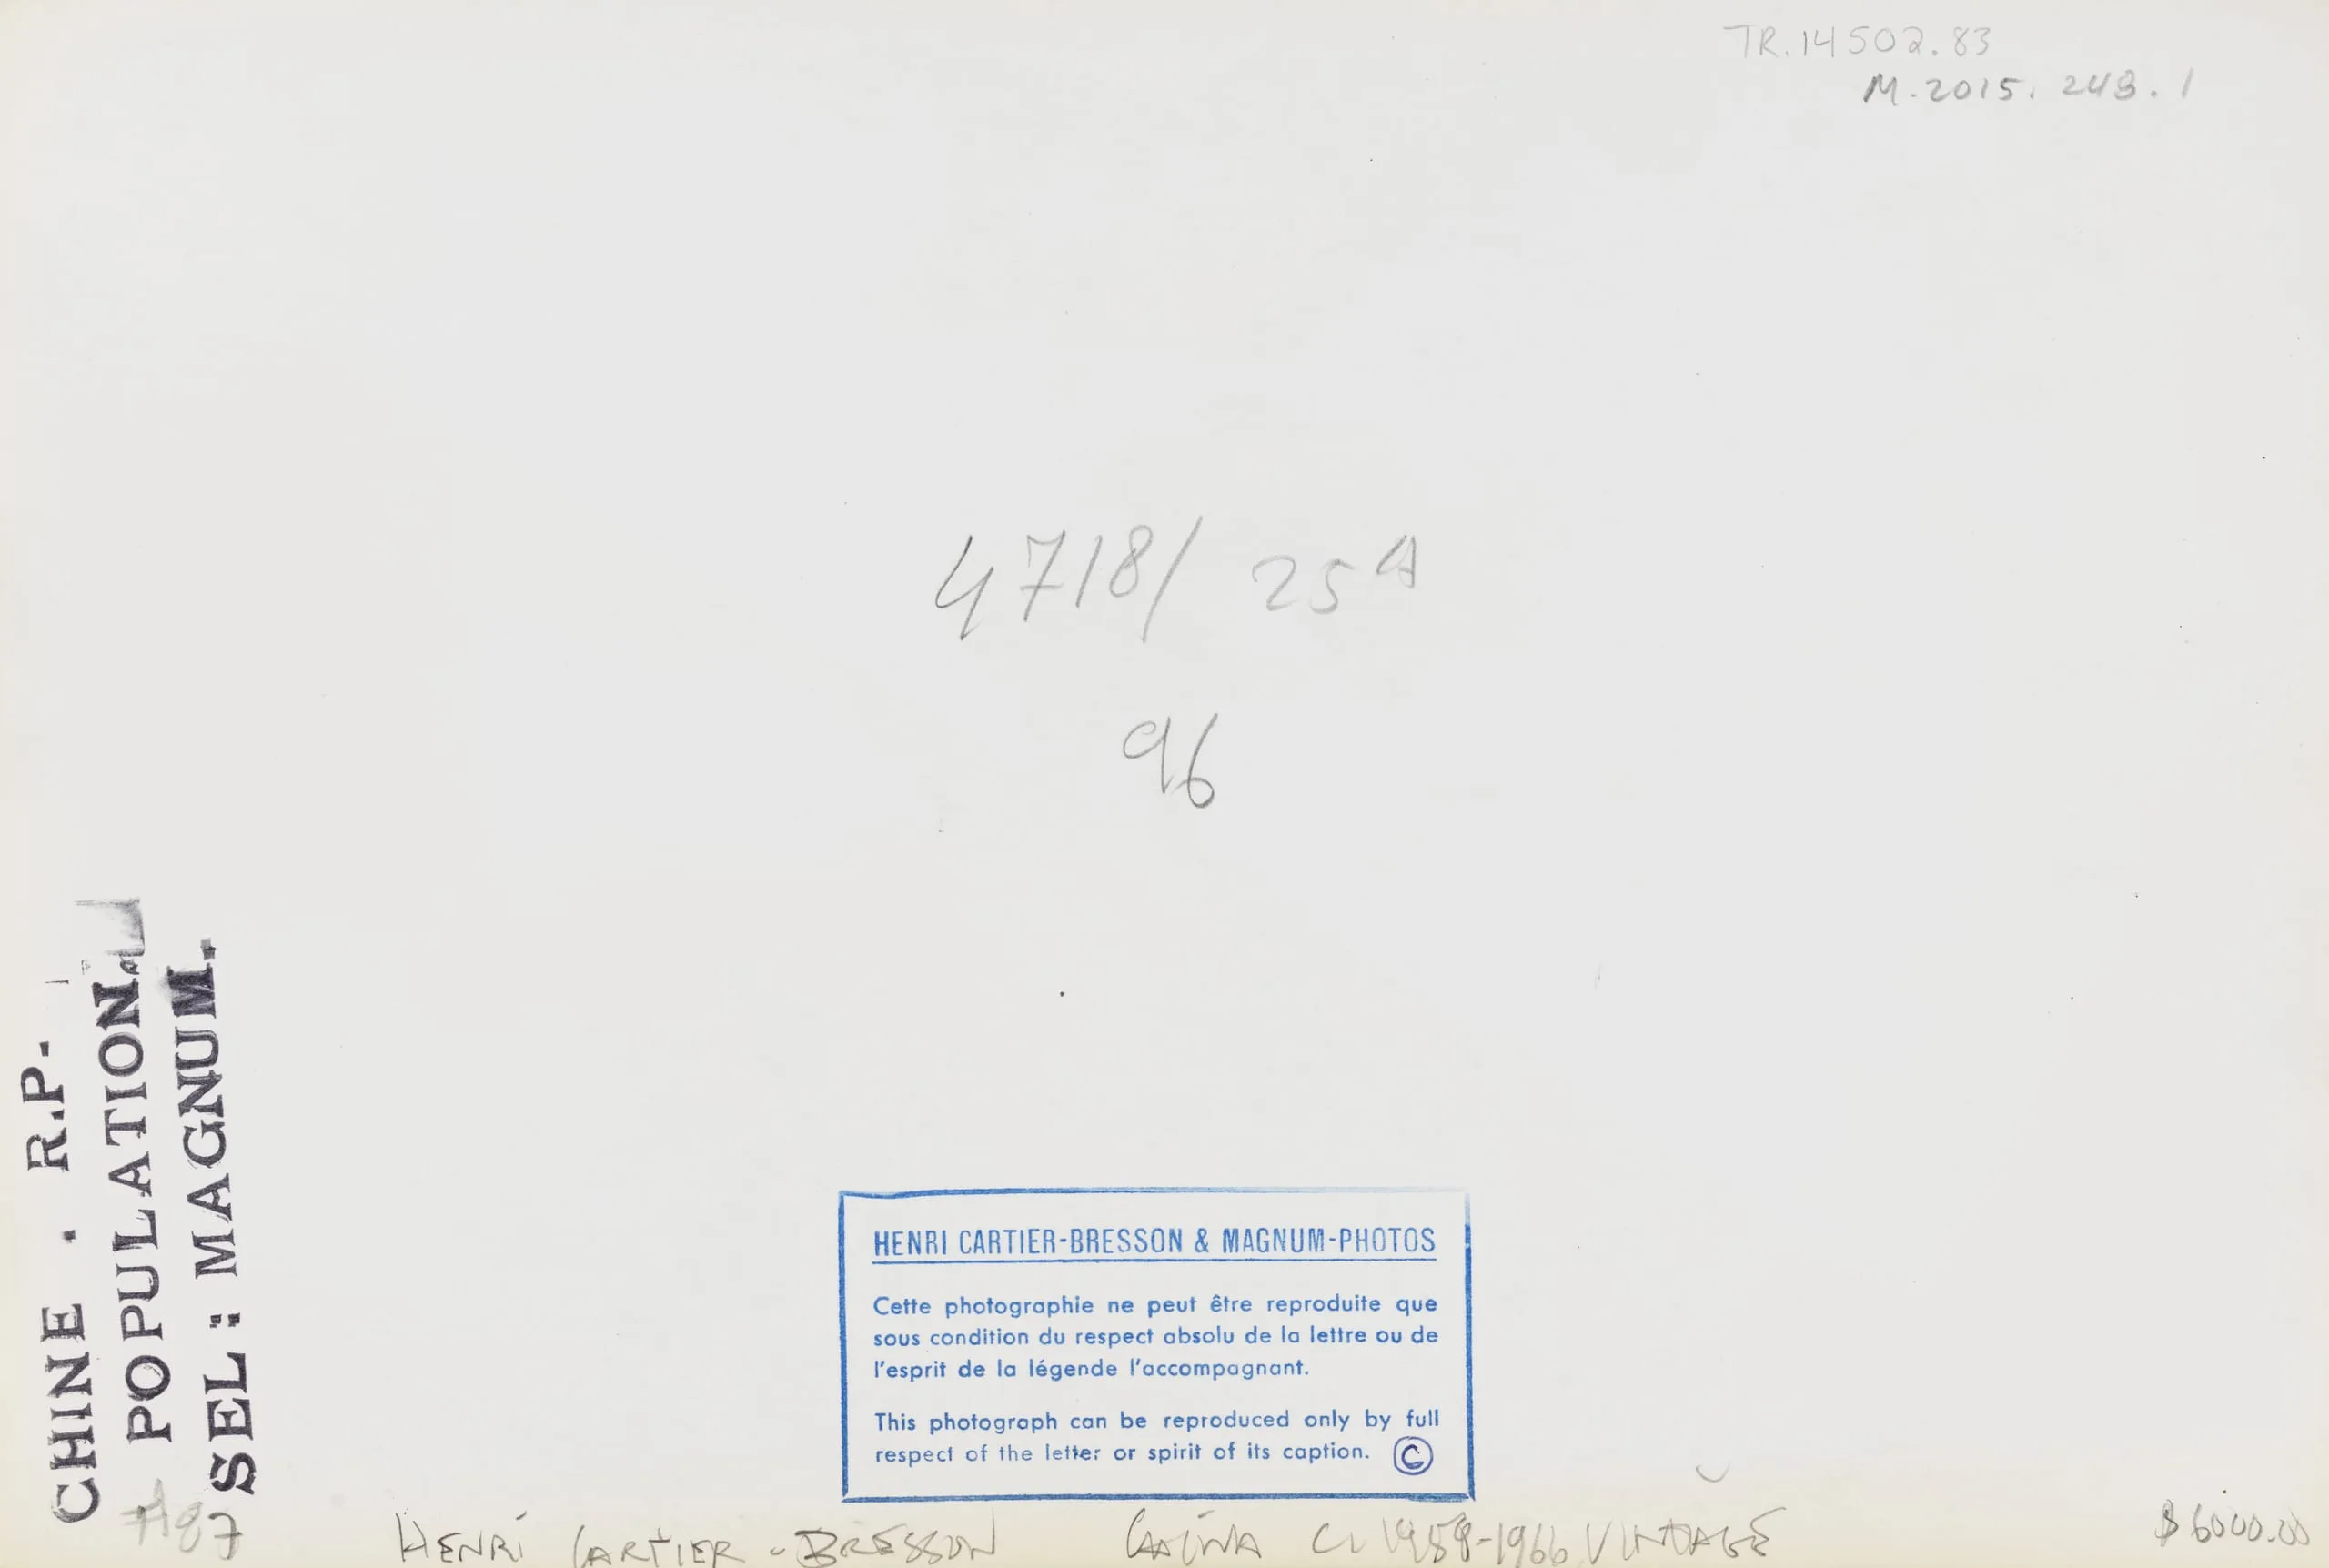 TR.14502.83
M.2015.248.1
4718/ 25A
96
CHINE . R.P.
POPULATION.
SEL : MAGNUM.
HENRI CARTIER-BRESSON & MAGNUM-PHOTOS
Cette photographie ne peut être reproduite que
sous condition du respect absolu de la lettre ou de
l'esprit de la légende l'accompagnant.
This photograph can be reproduced only by full
respect of the letter or spirit of its caption. ©
HENRI CARTIER-BRESSON CHINA C. 1958-1966 VINTAGE
$6000.00